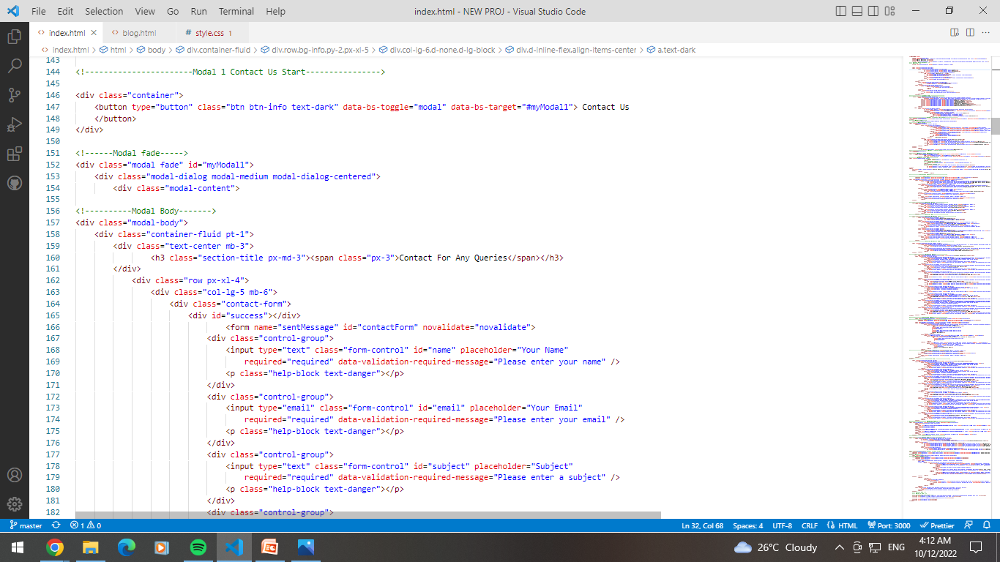 File Edit Selection View Go Run Terminal Help index.html - NEW PROJ - Visual Studio Code
index.html blog.html # style.css 1
index.html > html > body > div.container-fluid > div.row.bg-info.py-2.px-xl-5 > div.col-lg-6.d-none.d-lg-block > div.d-inline-flex.align-items-center > a.text-dark
143
144 <!-----------------------Modal 1 Contact Us Start---------------->
145
146 <div class="container">
147 <button type="button" class="btn btn-info text-dark" data-bs-toggle="modal" data-bs-target="#myModal1"> Contact Us
148 </button>
149 </div>
150
151 <!------Modal fade----->
152 <div class="modal fade" id="myModal1">
153 <div class="modal-dialog modal-medium modal-dialog-centered">
154 <div class="modal-content">
155
156 <!----------Modal Body------->
157 <div class="modal-body">
158 <div class="container-fluid pt-1">
159 <div class="text-center mb-3">
160 <h3 class="section-title px-md-3"><span class="px-3">Contact For Any Queries</span></h3>
161 </div>
162 <div class="row px-xl-4">
163 <div class="col-lg-5 mb-6">
164 <div class="contact-form">
165 <div id="success"></div>
166 <form name="sentMessage" id="contactForm" novalidate="novalidate">
167 <div class="control-group">
168 <input type="text" class="form-control" id="name" placeholder="Your Name"
169 required="required" data-validation-required-message="Please enter your name" />
170 <p class="help-block text-danger"></p>
171 </div>
172 <div class="control-group">
173 <input type="email" class="form-control" id="email" placeholder="Your Email"
174 required="required" data-validation-required-message="Please enter your email" />
175 <p class="help-block text-danger"></p>
176 </div>
177 <div class="control-group">
178 <input type="text" class="form-control" id="subject" placeholder="Subject"
179 required="required" data-validation-required-message="Please enter a subject" />
180 <p class="help-block text-danger"></p>
181 </div>
182 <div class="control-group">
master 1 0 Ln 32, Col 68 Spaces: 4 UTF-8 CRLF HTML Port: 3000 Prettier
26°C Cloudy ENG 4:12 AM
10/12/2022